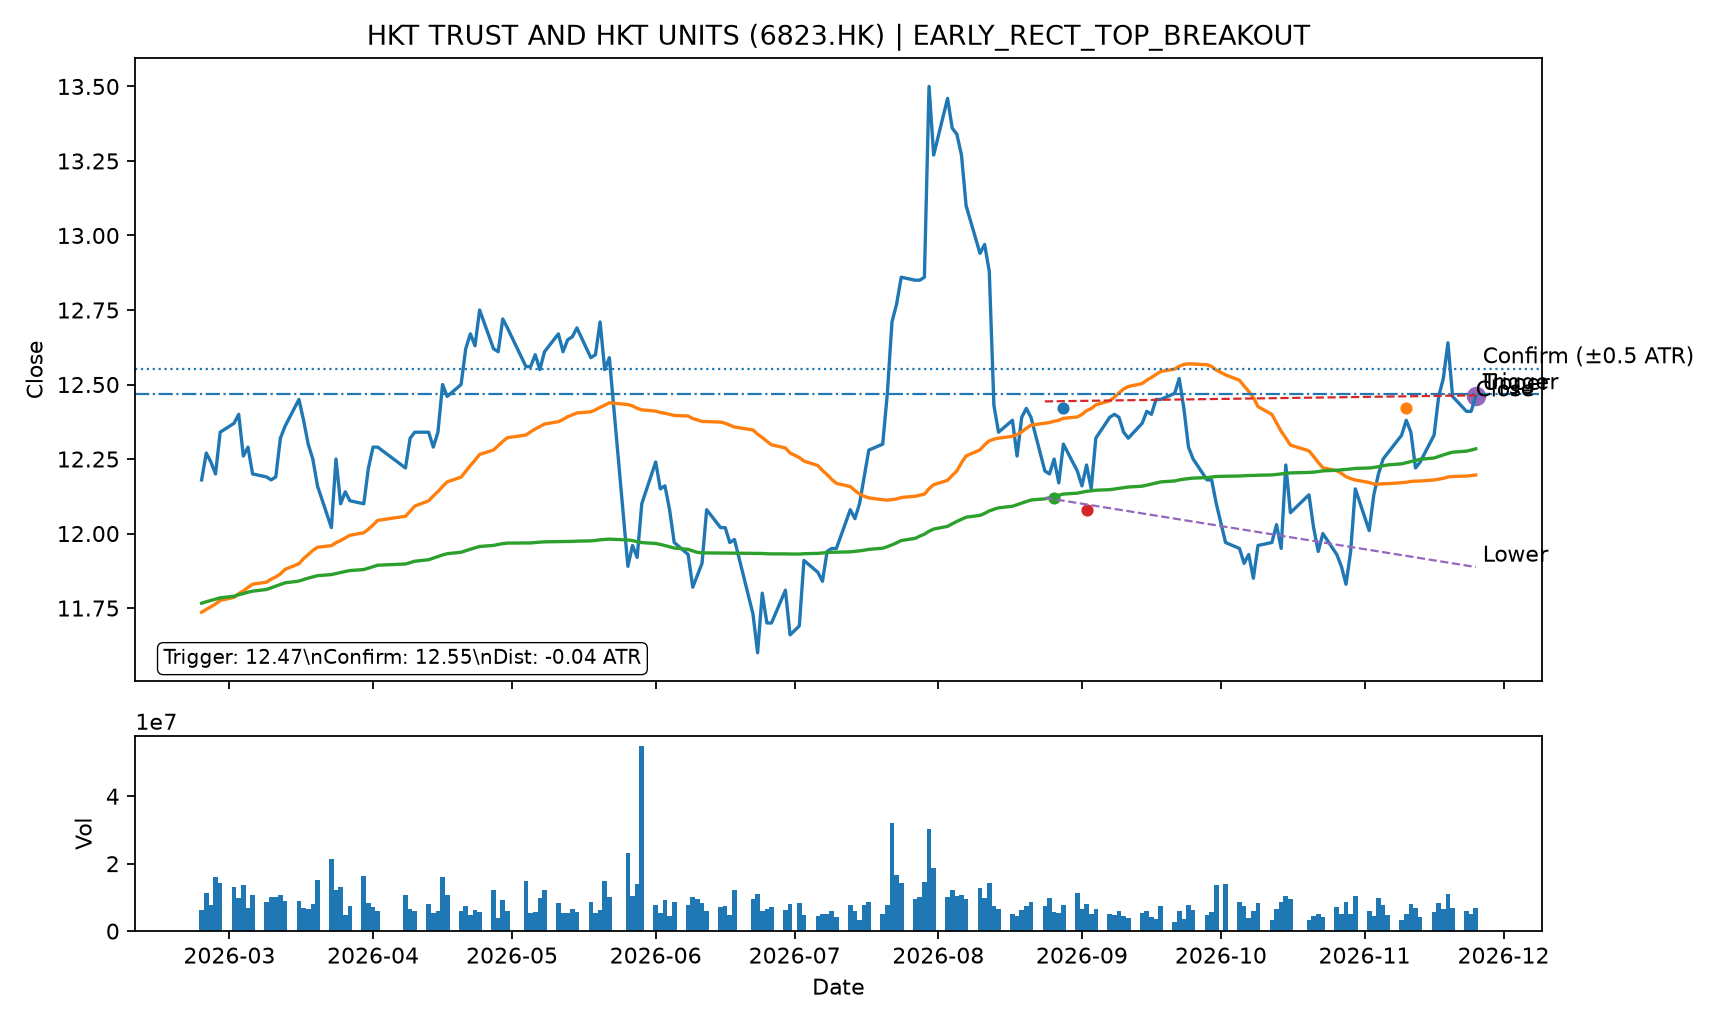 HKT TRUST AND HKT UNITS (6823.HK) | EARLY_RECT_TOP_BREAKOUT
13.50
13.25
13.00
12.75
12.50
12.25
12.00
11.75
Close
Confirm (±0.5 ATR)
Trigger
Upper
Close
Lower
Trigger: 12.47\nConfirm: 12.55\nDist: -0.04 ATR
1e7
4
2
0
Vol
2026-03
2026-04
2026-05
2026-06
2026-07
2026-08
2026-09
2026-10
2026-11
2026-12
Date